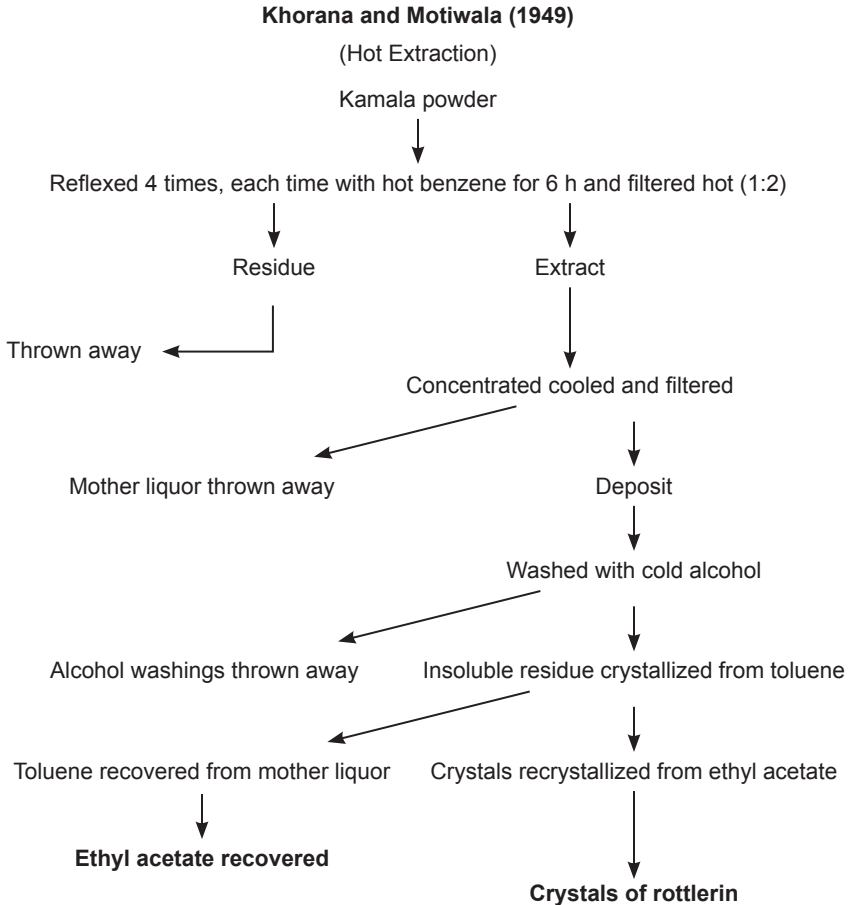 Khorana and Motiwala (1949)
(Hot Extraction)
Kamala powder
Reflexed 4 times, each time with hot benzene for 6 h and filtered hot (1:2)
Residue
Extract
Thrown away
Concentrated cooled and filtered
Mother liquor thrown away
Deposit
Washed with cold alcohol
Alcohol washings thrown away
Insoluble residue crystallized from toluene
Toluene recovered from mother liquor
Crystals recrystallized from ethyl acetate
Ethyl acetate recovered
Crystals of rottlerin